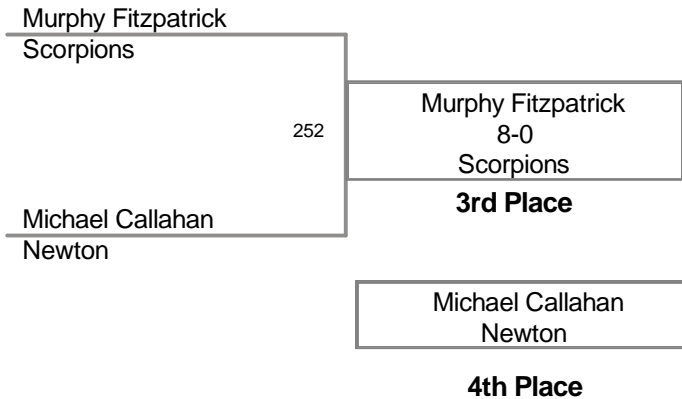 Murphy Fitzpatrick
Scorpions
252
Murphy Fitzpatrick
8-0
Scorpions
3rd Place
Michael Callahan
Newton
Michael Callahan
Newton
4th Place